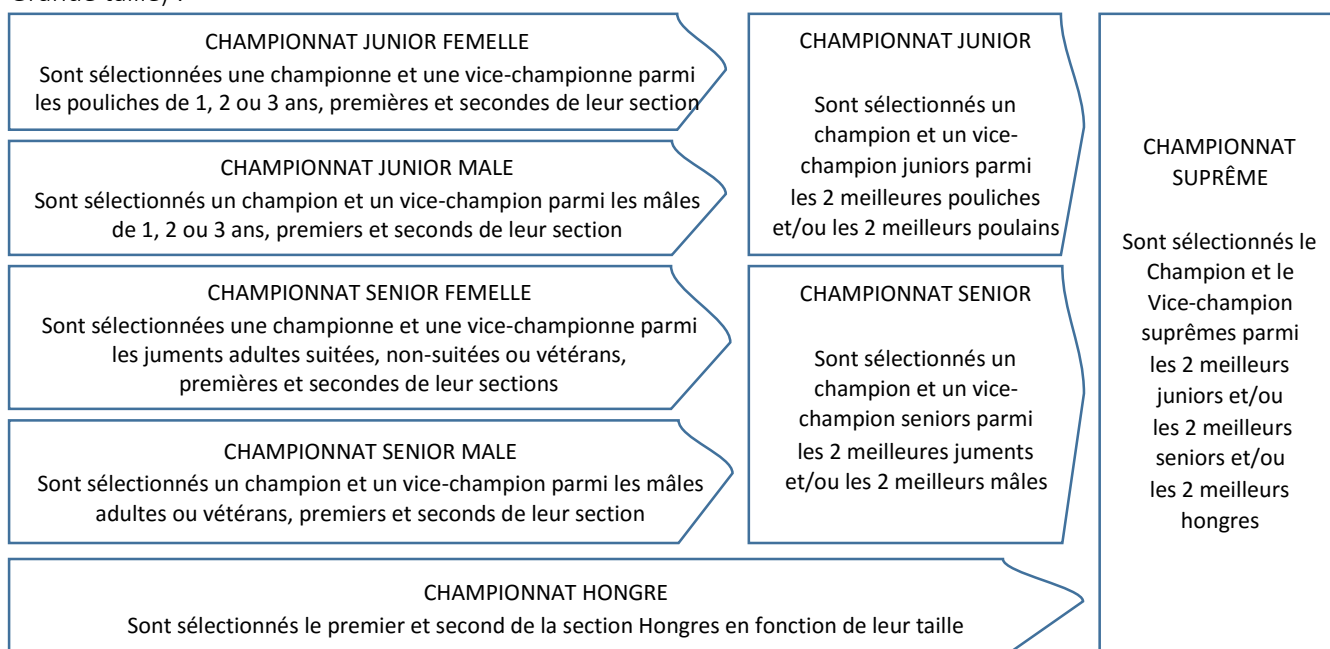 Grande taille) :
CHAMPIONNAT JUNIOR FEMELLE
Sont sélectionnées une championne et une vice-championne parmi
les pouliches de 1, 2 ou 3 ans, premières et secondes de leur section
CHAMPIONNAT JUNIOR MALE
Sont sélectionnés un champion et un vice-champion parmi les mâles
de 1, 2 ou 3 ans, premiers et seconds de leur section
CHAMPIONNAT SENIOR FEMELLE
Sont sélectionnées une championne et une vice-championne parmi
les juments adultes suitées, non-suitées ou vétérans,
premières et secondes de leur sections
CHAMPIONNAT SENIOR MALE
Sont sélectionnés un champion et un vice-champion parmi les mâles
adultes ou vétérans, premiers et seconds de leur section
CHAMPIONNAT HONGRE
Sont sélectionnés le premier et second de la section Hongres en fonction de leur taille
CHAMPIONNAT JUNIOR
Sont sélectionnés un
champion et un vice-
champion juniors parmi
les 2 meilleures pouliches
et/ou les 2 meilleurs poulains
CHAMPIONNAT SENIOR
Sont sélectionnés un
champion et un vice-
champion seniors parmi
les 2 meilleures juments
et/ou les 2 meilleurs mâles
CHAMPIONNAT
SUPRÊME
Sont sélectionnés le
Champion et le
Vice-champion
suprêmes parmi
les 2 meilleurs
juniors et/ou
les 2 meilleurs
seniors et/ou
les 2 meilleurs
hongres